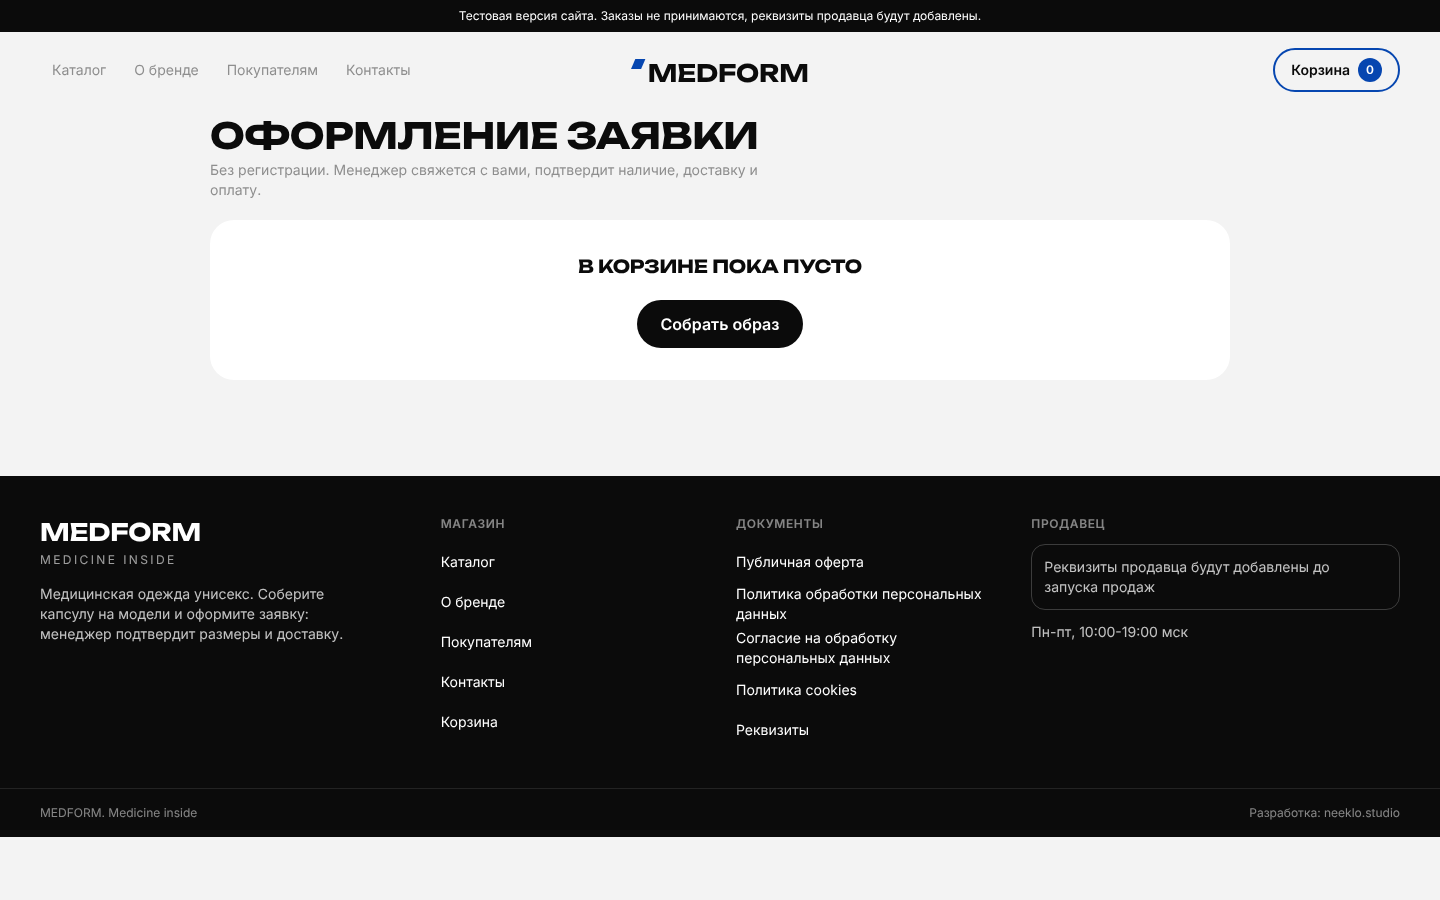 Тестовая версия сайта. Заказы не принимаются, реквизиты продавца будут добавлены.
Каталог
О бренде
Покупателям
Контакты
MEDFORM
Корзина 0
ОФОРМЛЕНИЕ ЗАЯВКИ
Без регистрации. Менеджер свяжется с вами, подтвердит наличие, доставку и
оплату.
В КОРЗИНЕ ПОКА ПУСТО
Собрать образ
MEDFORM
MEDICINE INSIDE
Медицинская одежда унисекс. Соберите
капсулу на модели и оформите заявку:
менеджер подтвердит размеры и доставку.
МАГАЗИН
Каталог
О бренде
Покупателям
Контакты
Корзина
ДОКУМЕНТЫ
Публичная оферта
Политика обработки персональных
данных
Согласие на обработку
персональных данных
Политика cookies
Реквизиты
ПРОДАВЕЦ
Реквизиты продавца будут добавлены до
запуска продаж
Пн-пт, 10:00-19:00 мск
MEDFORM. Medicine inside
Разработка: neeklo.studio